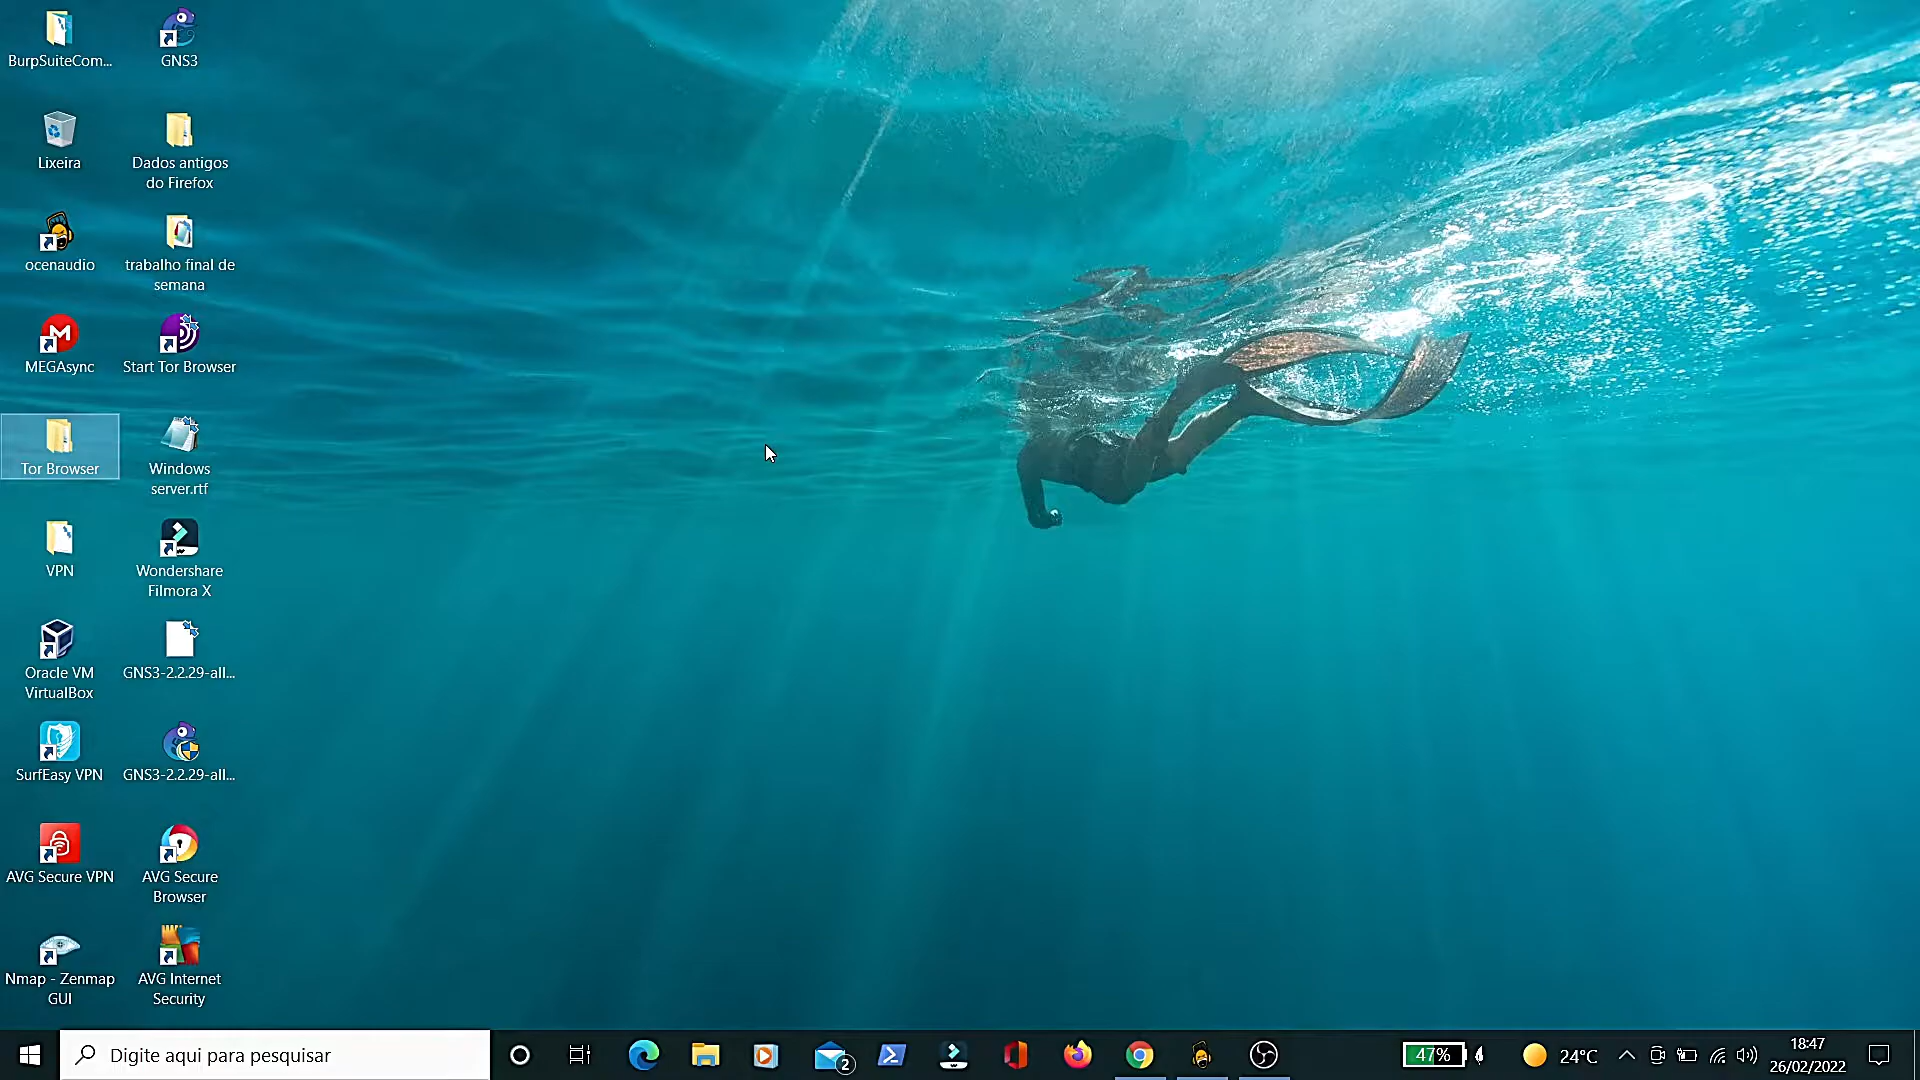 BurpSuiteCom...
GNS3
Lixeira
Dados antigos
do Firefox
ocenaudio
trabalho final de
semana
MEGAsync
Start Tor Browser
Tor Browser
Windows
server.rtf
VPN
Wondershare
Filmora X
Oracle VM
VirtualBox
GNS3-2.2.29-all...
SurfEasy VPN
GNS3-2.2.29-all...
AVG Secure VPN
AVG Secure
Browser
Nmap - Zenmap
GUI
AVG Internet
Security
Digite aqui para pesquisar
2
47%
24°C
18:47
26/02/2022